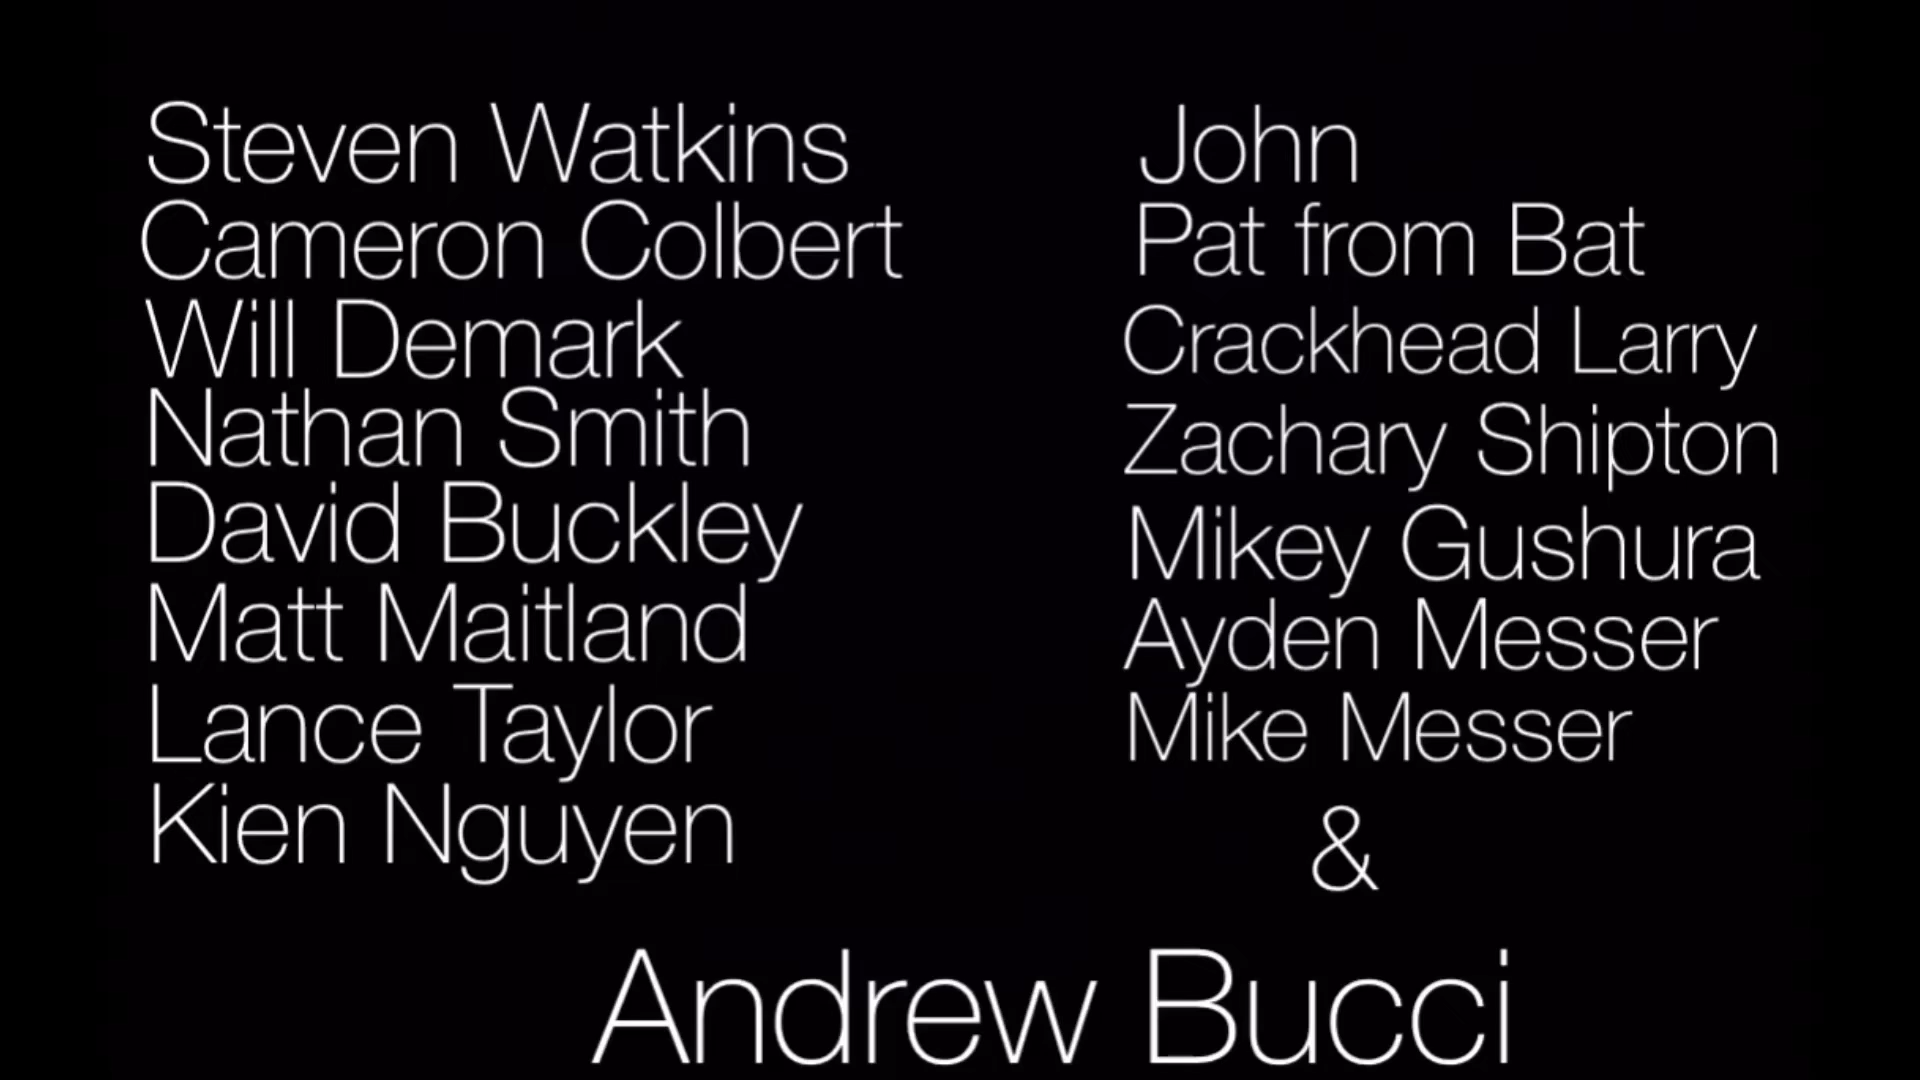 Steven Watkins
Cameron Colbert
Will Demark
Nathan Smith
David Buckley
Matt Maitland
Lance Taylor
Kien Nguyen
John
Pat from Bat
Crackhead Larry
Zachary Shipton
Mikey Gushura
Ayden Messer
Mike Messer
&
Andrew Bucci